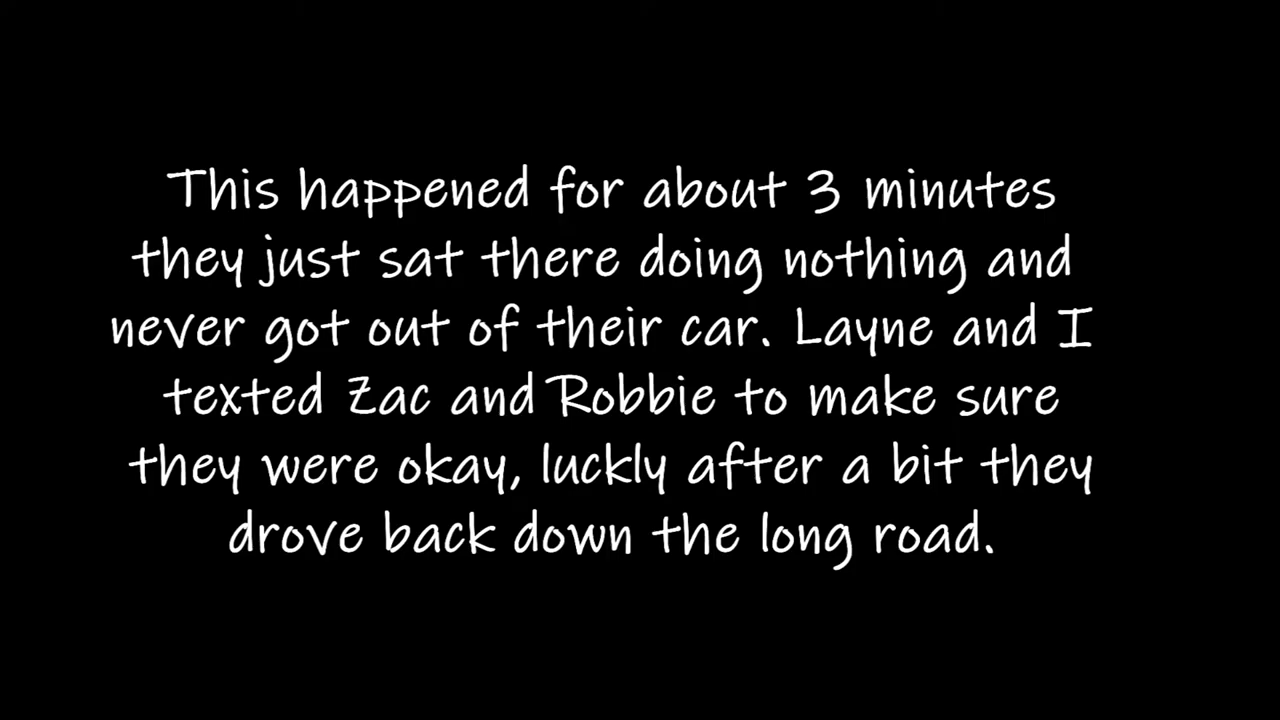 This happened for about 3 minutes
they just sat there doing nothing and
never got out of their car. Layne and I
texted Zac and Robbie to make sure
they were okay, luckly after a bit they
drove back down the long road.